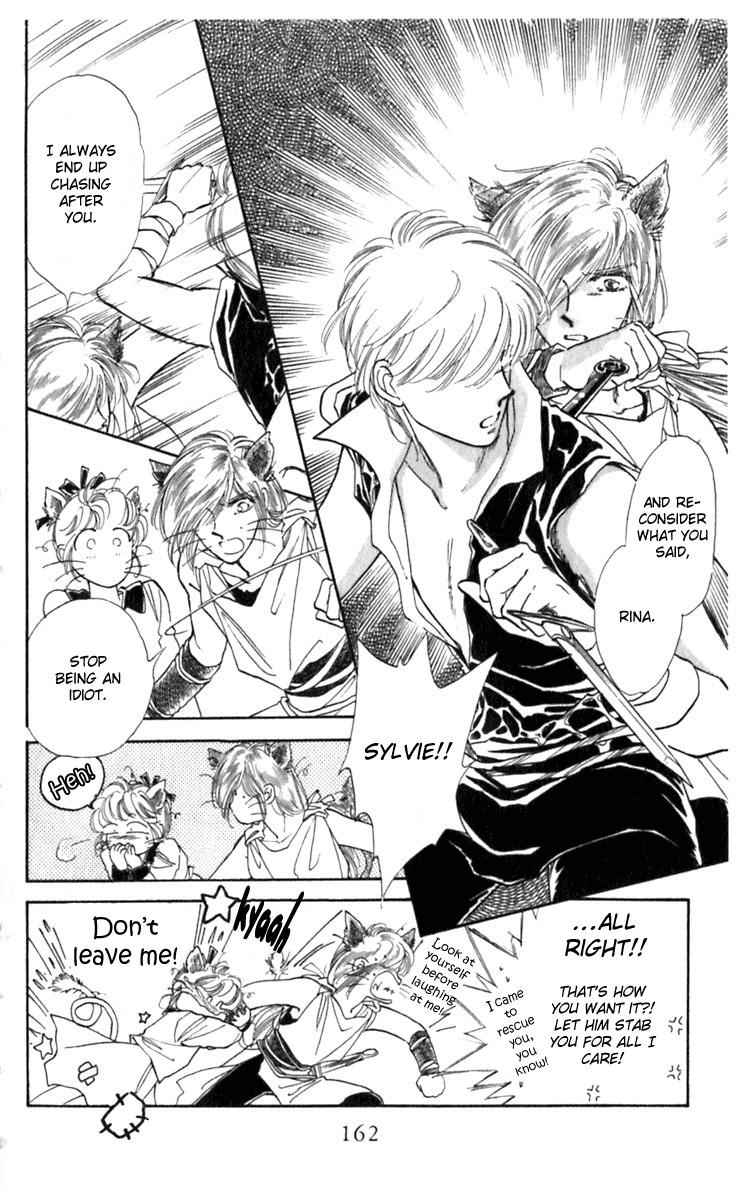 AND RE-
CONSIDER
WHAT YOU
SAID,
RINA.
SYLVIE!!
I ALWAYS
END UP
CHASING
AFTER
YOU.
STOP
BEING AN
IDIOT.
Heh!
...ALL
RIGHT!!
THAT'S HOW
YOU WANT IT?!
LET HIM STAB
YOU FOR ALL I
CARE!
I came
to
rescue
you,
you
know!
Look at
yourself
before
laughing
at me!
kyaah
Don't
leave me!
162